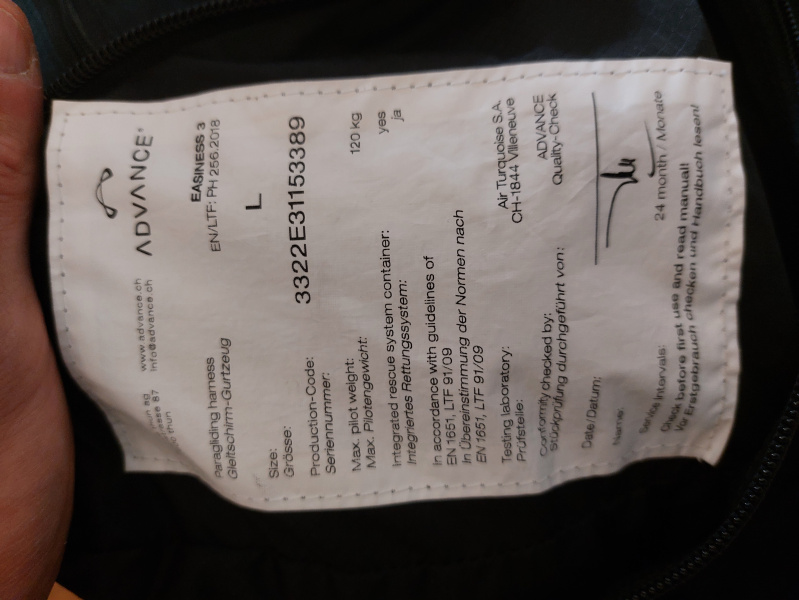 ADVANCE
www.advance.ch
info@advance.ch
Paragliding harness EASINESS 3
Gleitschirm-Gurtzeug EN/LTF: PH 256.2018
Size: L
Grösse:
Production-Code: 3322E31153389
Seriennummer:
Max. pilot weight: 120 kg
Max. Pilotengewicht:
Integrated rescue system container: yes
Integriertes Rettungssystem: ja
In accordance with guidelines of
EN 1651, LTF 91/09
In Übereinstimmung der Normen nach
EN 1651, LTF 91/09
Testing laboratory: Air Turquoise S.A.
Prüfstelle: CH-1844 Villeneuve
Conformity checked by: ADVANCE
Stückprüfung durchgeführt von: Quality-Check
Date/Datum:
Name:
Service Intervals: 24 month / Monate
Check before first use and read manual!
Vor Erstgebrauch checken und Handbuch lesen!